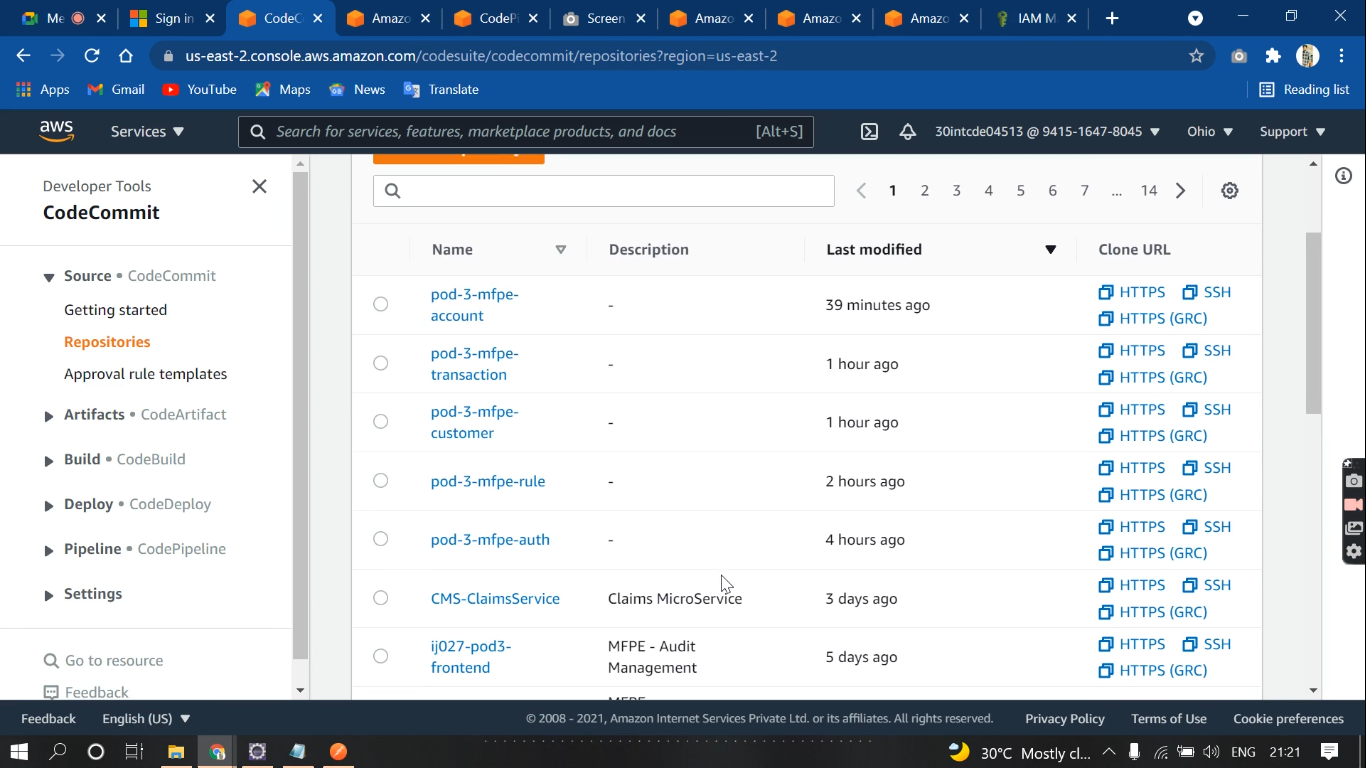 Me
Sign in
CodeC
Amazo
CodePi
Screen
Amazo
Amazo
Amazo
IAM M
us-east-2.console.aws.amazon.com/codesuite/codecommit/repositories?region=us-east-2
Apps
Gmail
YouTube
Maps
News
Translate
Reading list
aws
Services
Search for services, features, marketplace products, and docs
[Alt+S]
30intcde04513 @ 9415-1647-8045
Ohio
Support
Developer Tools
CodeCommit
Source • CodeCommit
Getting started
Repositories
Approval rule templates
Artifacts • CodeArtifact
Build • CodeBuild
Deploy • CodeDeploy
Pipeline • CodePipeline
Settings
Go to resource
Feedback
1 2 3 4 5 6 7 ... 14
Name Description Last modified Clone URL
pod-3-mfpe-
account
-
39 minutes ago
HTTPS SSH
HTTPS (GRC)
pod-3-mfpe-
transaction
-
1 hour ago
HTTPS SSH
HTTPS (GRC)
pod-3-mfpe-
customer
-
1 hour ago
HTTPS SSH
HTTPS (GRC)
pod-3-mfpe-rule
-
2 hours ago
HTTPS SSH
HTTPS (GRC)
pod-3-mfpe-auth
-
4 hours ago
HTTPS SSH
HTTPS (GRC)
CMS-ClaimsService
Claims MicroService
3 days ago
HTTPS SSH
HTTPS (GRC)
ij027-pod3-
frontend
MFPE - Audit
Management
5 days ago
HTTPS SSH
HTTPS (GRC)
Feedback
English (US)
© 2008 - 2021, Amazon Internet Services Private Ltd. or its affiliates. All rights reserved.
Privacy Policy
Terms of Use
Cookie preferences
30°C Mostly cl...
ENG
21:21